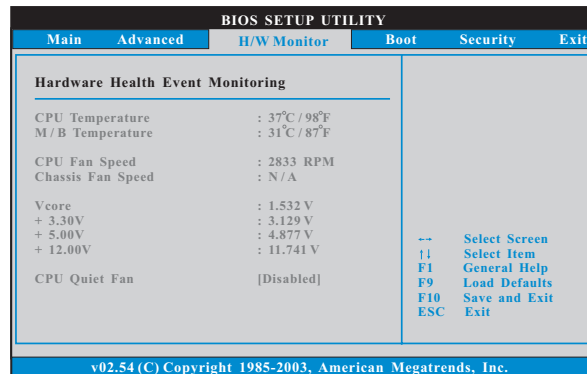 BIOS SETUP UTILITY
Main Advanced H/W Monitor Boot Security Exit
Hardware Health Event Monitoring
CPU Temperature : 37°C / 98°F
M / B Temperature : 31°C / 87°F
CPU Fan Speed : 2833 RPM
Chassis Fan Speed : N / A
Vcore : 1.532 V
+ 3.30V : 3.129 V
+ 5.00V : 4.877 V
+ 12.00V : 11.741 V
CPU Quiet Fan [Disabled]
←→ Select Screen
↑↓ Select Item
F1 General Help
F9 Load Defaults
F10 Save and Exit
ESC Exit
v02.54 (C) Copyright 1985-2003, American Megatrends, Inc.